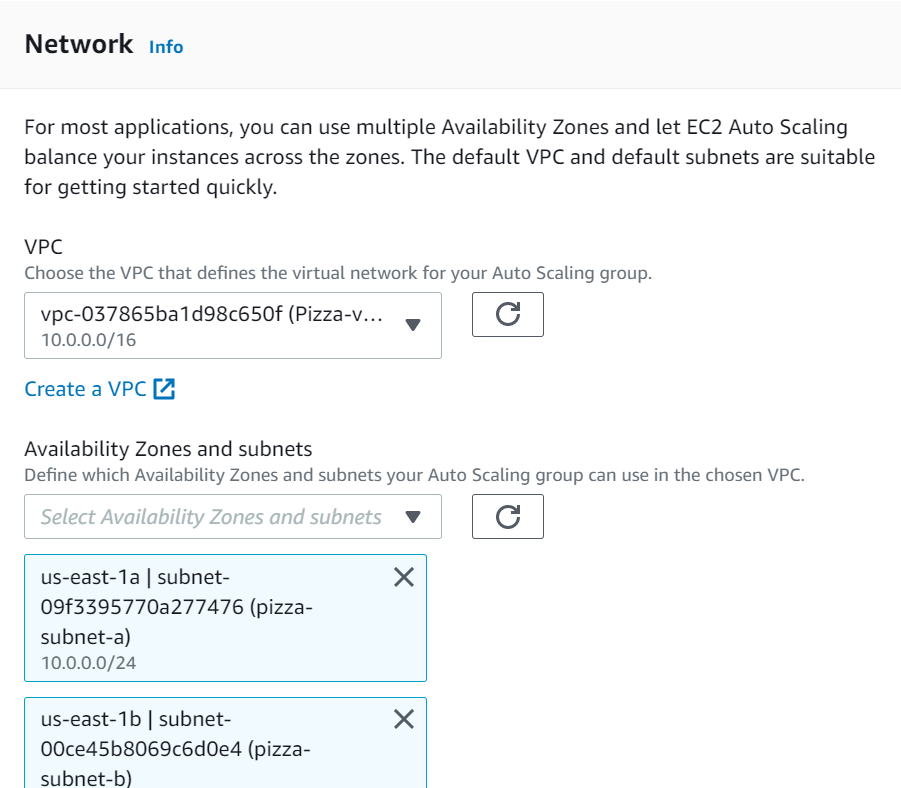 Network Info
For most applications, you can use multiple Availability Zones and let EC2 Auto Scaling
balance your instances across the zones. The default VPC and default subnets are suitable
for getting started quickly.
VPC
Choose the VPC that defines the virtual network for your Auto Scaling group.
vpc-037865ba1d98c650f (Pizza-v...
10.0.0.0/16
Create a VPC
Availability Zones and subnets
Define which Availability Zones and subnets your Auto Scaling group can use in the chosen VPC.
Select Availability Zones and subnets
us-east-1a | subnet-
09f3395770a277476 (pizza-
subnet-a)
10.0.0.0/24
us-east-1b | subnet-
00ce45b8069c6d0e4 (pizza-
subnet-b)